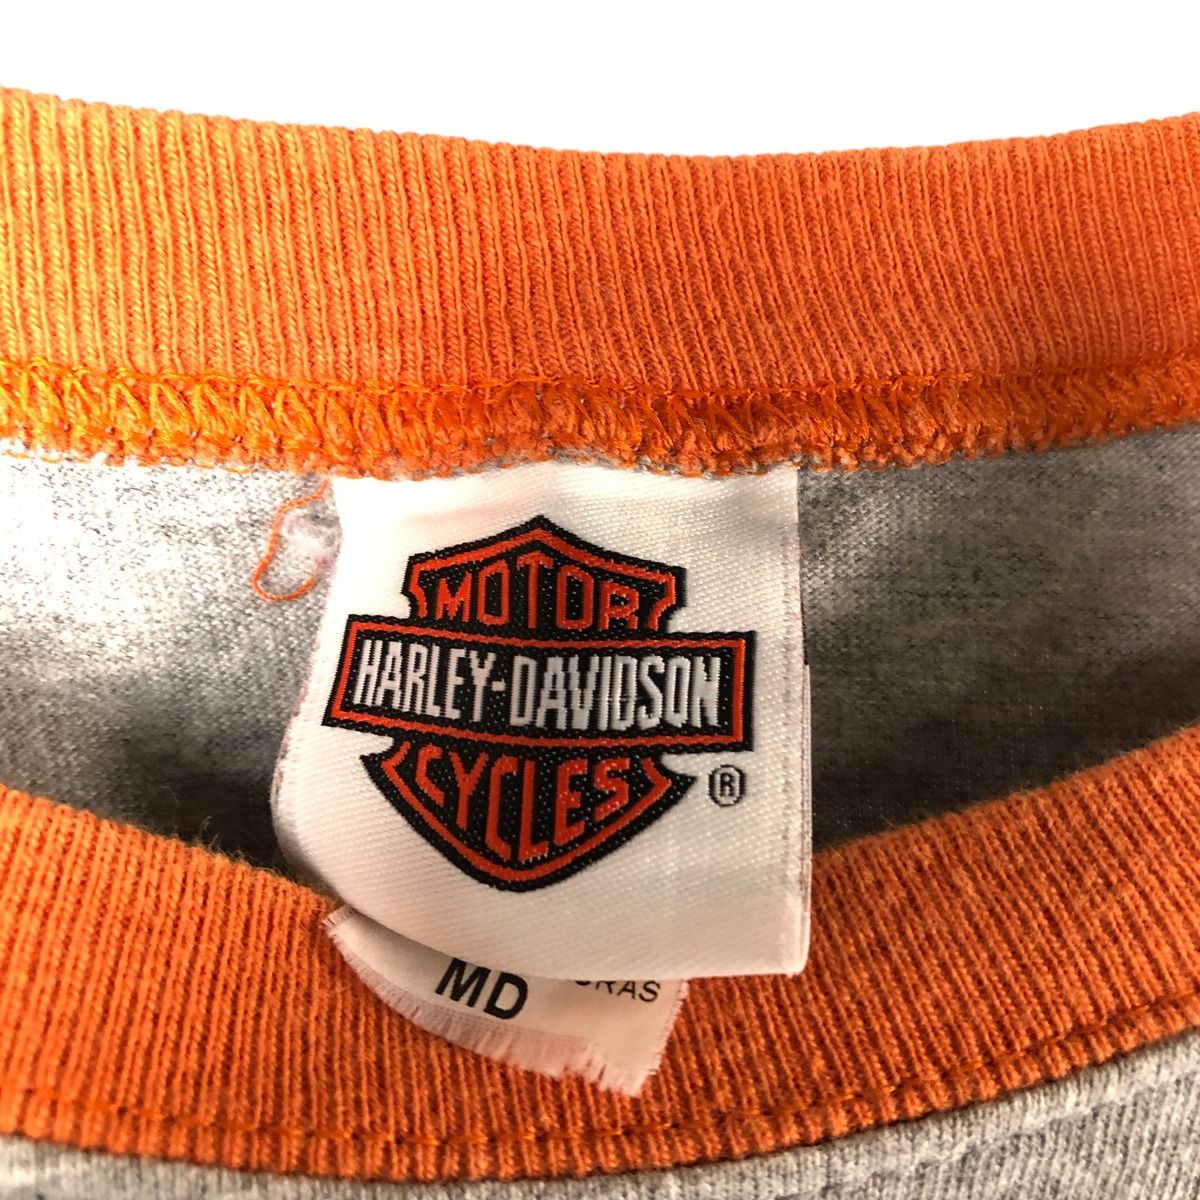 MOTOR
HARLEY-DAVIDSON
CYCLES
®
MD